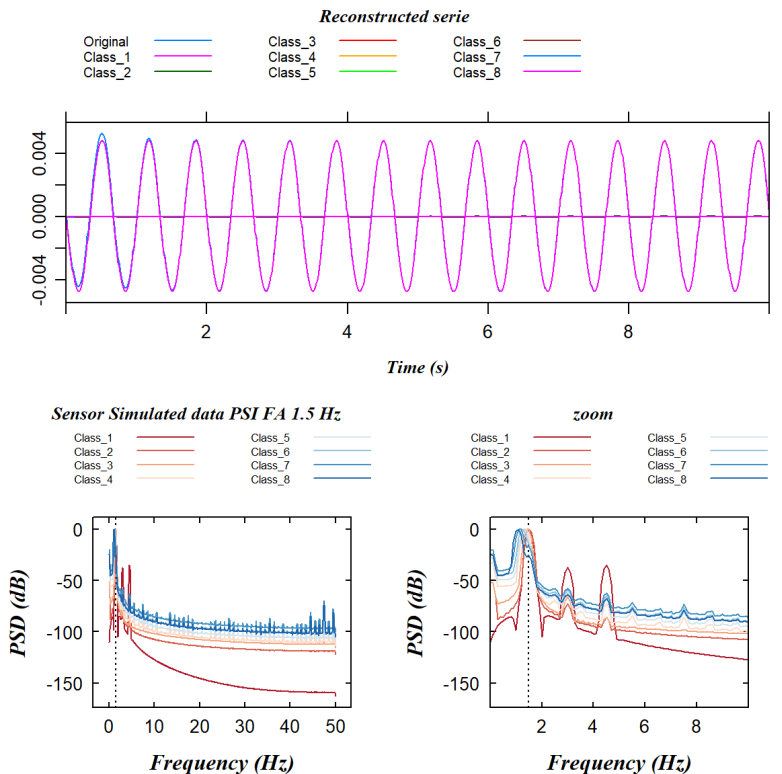 Reconstructed serie
Original Class_3 Class_6
Class_1 Class_4 Class_7
Class_2 Class_5 Class_8
0.004
0.000
-0.004
2 4 6 8
Time (s)
Sensor Simulated data PSI FA 1.5 Hz
Class_1 Class_5
Class_2 Class_6
Class_3 Class_7
Class_4 Class_8
PSD (dB)
0
-50
-100
-150
0 10 20 30 40 50
Frequency (Hz)
zoom
Class_1 Class_5
Class_2 Class_6
Class_3 Class_7
Class_4 Class_8
PSD (dB)
0
-50
-100
-150
2 4 6 8
Frequency (Hz)